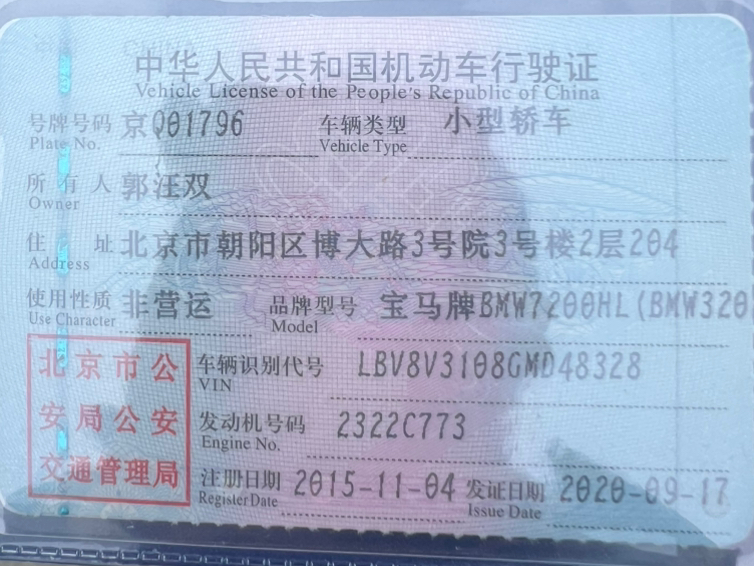 中华人民共和国机动车行驶证
Vehicle License of the People's Republic of China
号牌号码 京Q01796 车辆类型 小型轿车
Plate No. Vehicle Type
所有人 郭汪双
Owner
住址 北京市朝阳区博大路3号院3号楼2层204
Address
使用性质 非营运 品牌型号 宝马牌BMW7200HL(BMW320
Use Character Model
北京市公
安局公安
交通管理局
车辆识别代号 LBV8V3108GMD48328
VIN
发动机号码 2322C773
Engine No.
注册日期 2015-11-04 发证日期 2020-09-17
Register Date Issue Date